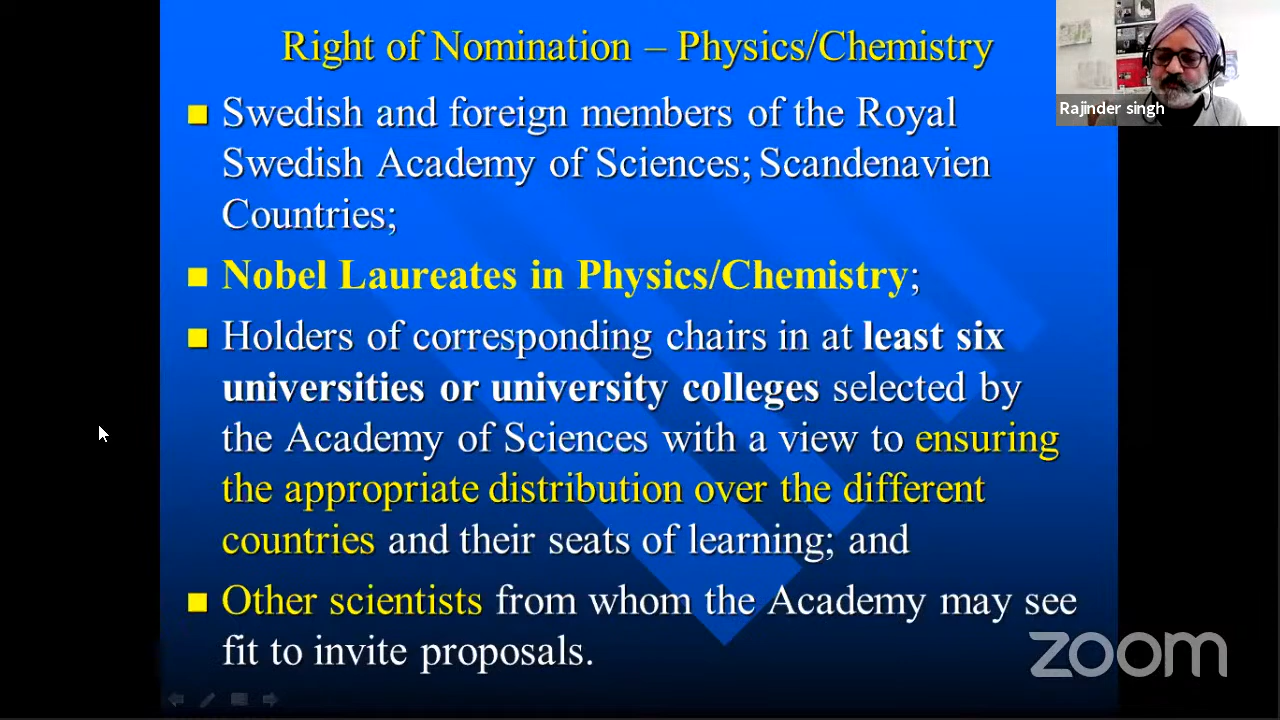 Right of Nomination – Physics/Chemistry
Swedish and foreign members of the Royal
Swedish Academy of Sciences; Scandenavien
Countries;
Nobel Laureates in Physics/Chemistry;
Holders of corresponding chairs in at least six
universities or university colleges selected by
the Academy of Sciences with a view to ensuring
the appropriate distribution over the different
countries and their seats of learning; and
Other scientists from whom the Academy may see
fit to invite proposals.
Rajinder singh
zoom